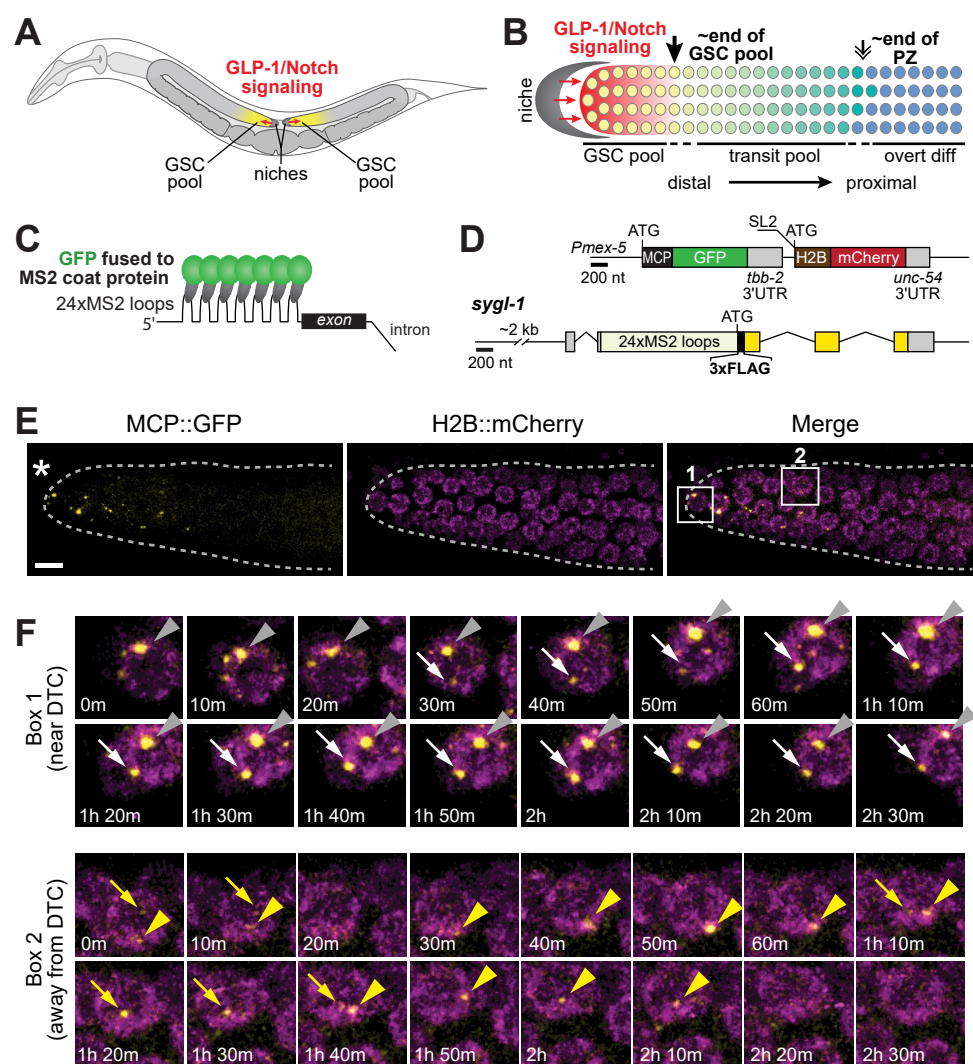 A
GLP-1/Notch
signaling
GSC
pool
niches
GSC
pool
B
GLP-1/Notch
signaling
~end of
GSC pool
~end of
PZ
niche
GSC pool
transit pool
overt diff
distal
proximal
C
GFP fused to
MS2 coat protein
24xMS2 loops
5'
exon
intron
D
Pmex-5
200 nt
ATG
MCP
GFP
tbb-2
3'UTR
SL2
ATG
H2B
mCherry
unc-54
3'UTR
sygl-1
~2 kb
200 nt
24xMS2 loops
ATG
3xFLAG
E
MCP::GFP
H2B::mCherry
Merge
*
1
2
F
Box 1
(near DTC)
0m
10m
20m
30m
40m
50m
60m
1h 10m
1h 20m
1h 30m
1h 40m
1h 50m
2h
2h 10m
2h 20m
2h 30m
Box 2
(away from DTC)
0m
10m
20m
30m
40m
50m
60m
1h 10m
1h 20m
1h 30m
1h 40m
1h 50m
2h
2h 10m
2h 20m
2h 30m